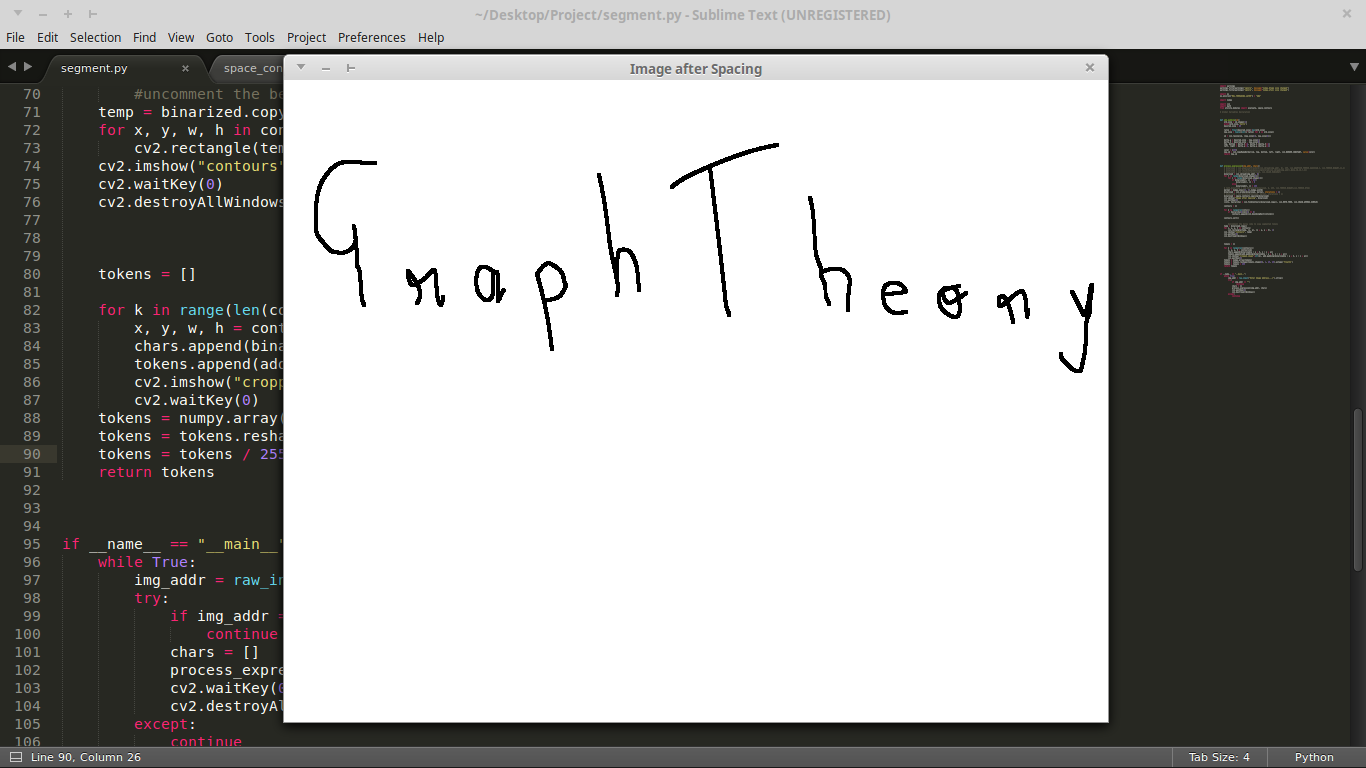 ~/Desktop/Project/segment.py - Sublime Text (UNREGISTERED)
File Edit Selection Find View Goto Tools Project Preferences Help
segment.py
space_con
Image after Spacing
Graph Theory
70 #uncomment the be
71 temp = binarized.copy
72 for x, y, w, h in con
73 cv2.rectangle(tem
74 cv2.imshow("contours"
75 cv2.waitKey(0)
76 cv2.destroyAllWindows
77
78
79
80 tokens = []
81
82 for k in range(len(co
83 x, y, w, h = cont
84 chars.append(bina
85 tokens.append(add
86 cv2.imshow("cropp
87 cv2.waitKey(0)
88 tokens = numpy.array(
89 tokens = tokens.resha
90 tokens = tokens / 255
91 return tokens
92
93
94
95 if __name__ == "__main__"
96 while True:
97 img_addr = raw_in
98 try:
99 if img_addr =
100 continue
101 chars = []
102 process_expre
103 cv2.waitKey(0
104 cv2.destroyAl
105 except:
106 continue
Line 90, Column 26
Tab Size: 4
Python